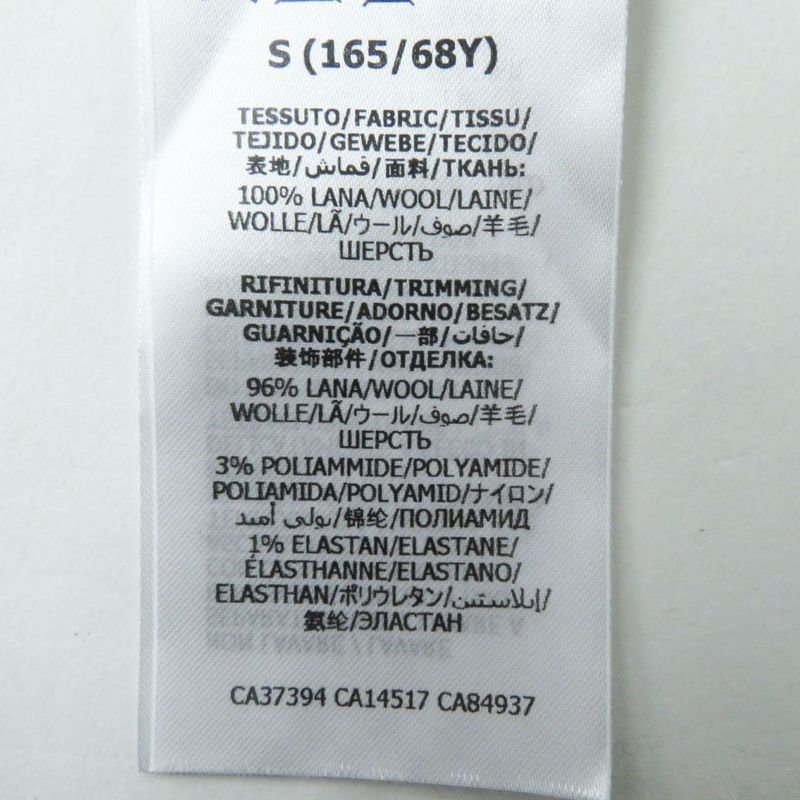 S (165/68Y)
TESSUTO/FABRIC/TISSU/
TEJIDO/GEWEBE/TECIDO/
表地/قماش/面料/ТКАНЬ:
100% LANA/WOOL/LAINE/
WOLLE/LÃ/ウール/صوف/羊毛/
ШЕРСТЬ
RIFINITURA/TRIMMING/
GARNITURE/ADORNO/BESATZ/
GUARNIÇÃO/一部/حافات/
装饰部件/ОТДЕЛКА:
96% LANA/WOOL/LAINE/
WOLLE/LÃ/ウール/صوف/羊毛/
ШЕРСТЬ
3% POLIAMMIDE/POLYAMIDE/
POLIAMIDA/POLYAMID/ナイロン/
بولي أميد/锦纶/ПОЛИАМИД
1% ELASTAN/ELASTANE/
ÉLASTHANNE/ELASTANO/
ELASTHAN/ポリウレタン/إيلاستين/
氨纶/ЭЛАСТАН
CA37394 CA14517 CA84937